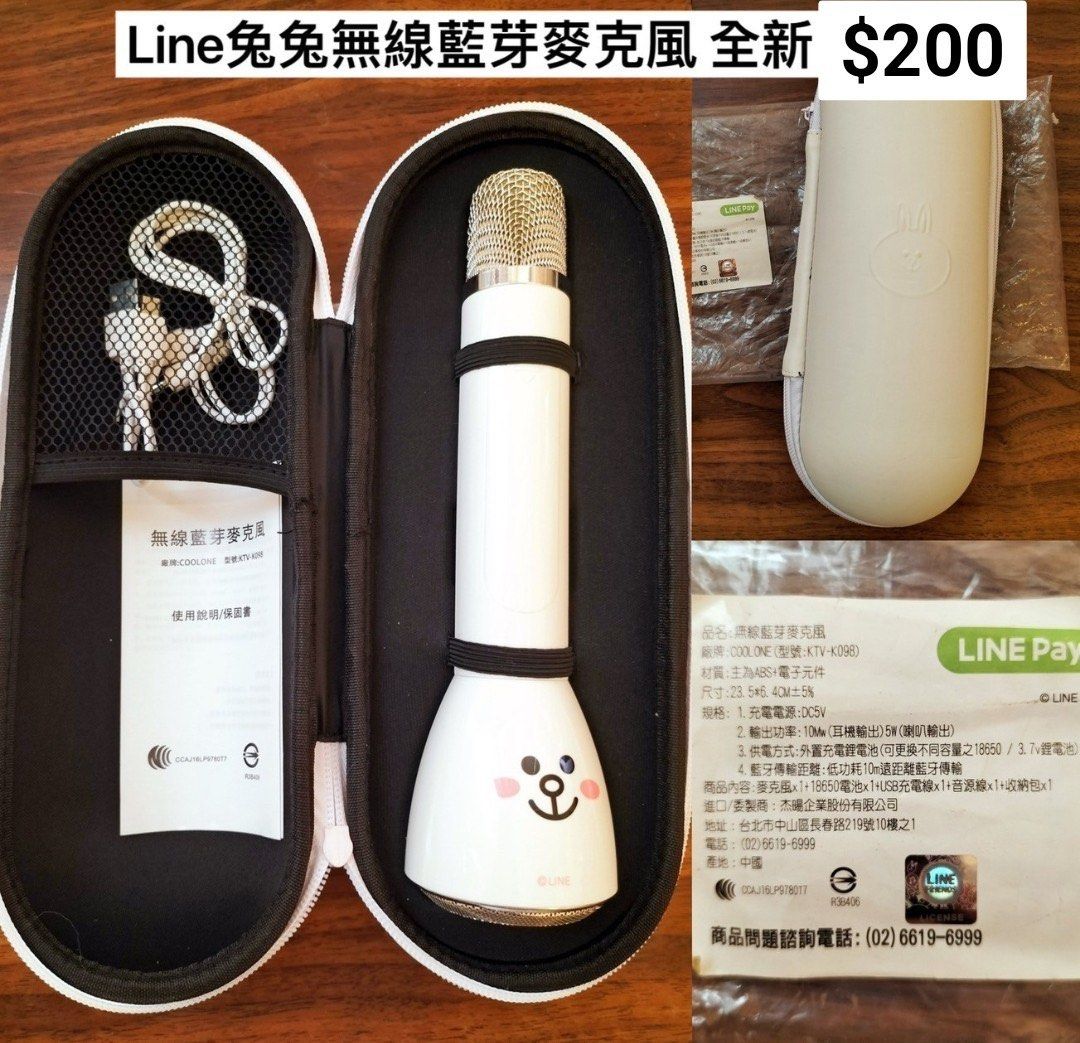 Line兔兔無線藍芽麥克風 全新
$200
無線藍芽麥克風
廠牌:COOLONE 型號:KTV-K098
使用說明/保固書
CCAJ16LP9780T7
R3B406
©LINE
LINE Pay
品名:無線藍芽麥克風
廠牌:COOLONE(型號:KTV-K098)
LINE Pay
材質:主為ABS+電子元件
尺寸:23.5*6.4CM±5%
© LINE
規格: 1.充電電源:DC5V
2.輸出功率:10Mw(耳機輸出)5W(喇叭輸出)
3.供電方式:外置充電鋰電池(可更換不同容量之18650 / 3.7v鋰電池)
4.藍牙傳輸距離:低功耗10m遠距離藍牙傳輸
商品內容:麥克風x1+18650電池x1+USB充電線x1+音源線x1+收納包x1
進口/委製商:杰暘企業股份有限公司
地址:台北市中山區長春路219號10樓之1
電話:(02)6619-6999
產地:中國
CCAJ16LP9780T7
R3B406
LINE
FRIENDS
LICENSE
商品問題諮詢電話:(02)6619-6999